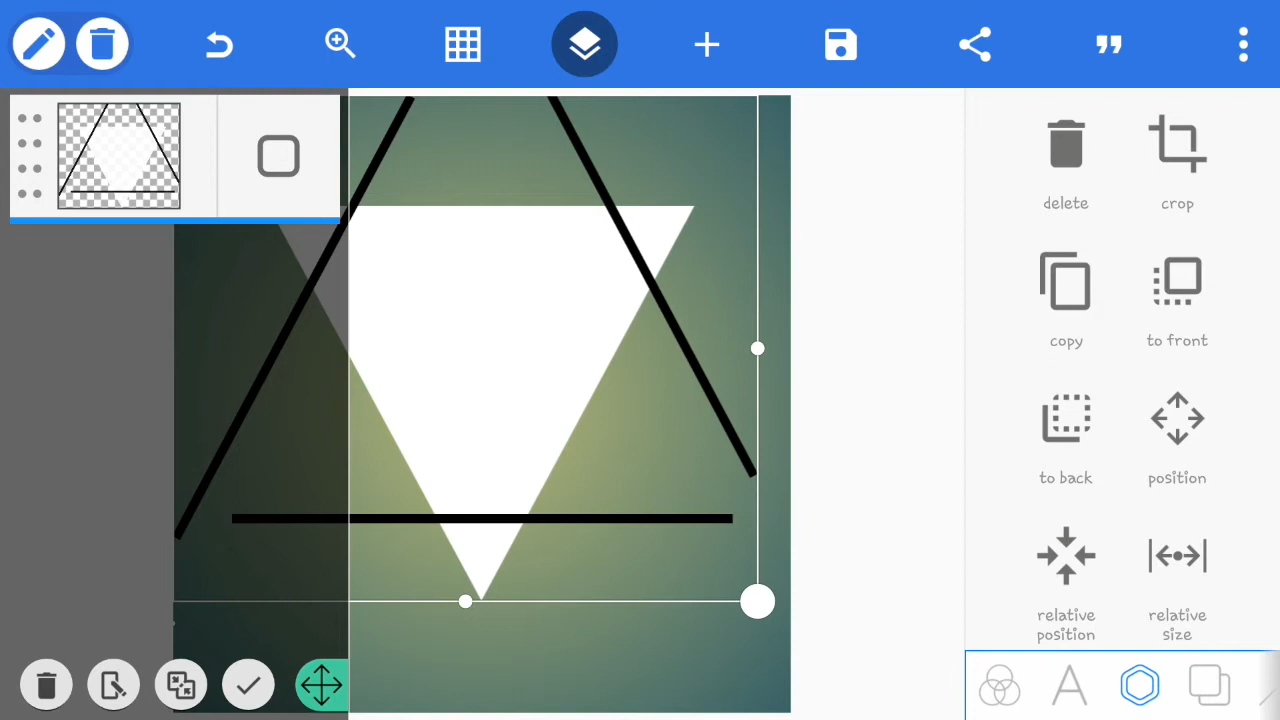 delete
crop
copy
to front
to back
position
relative
position
relative
size